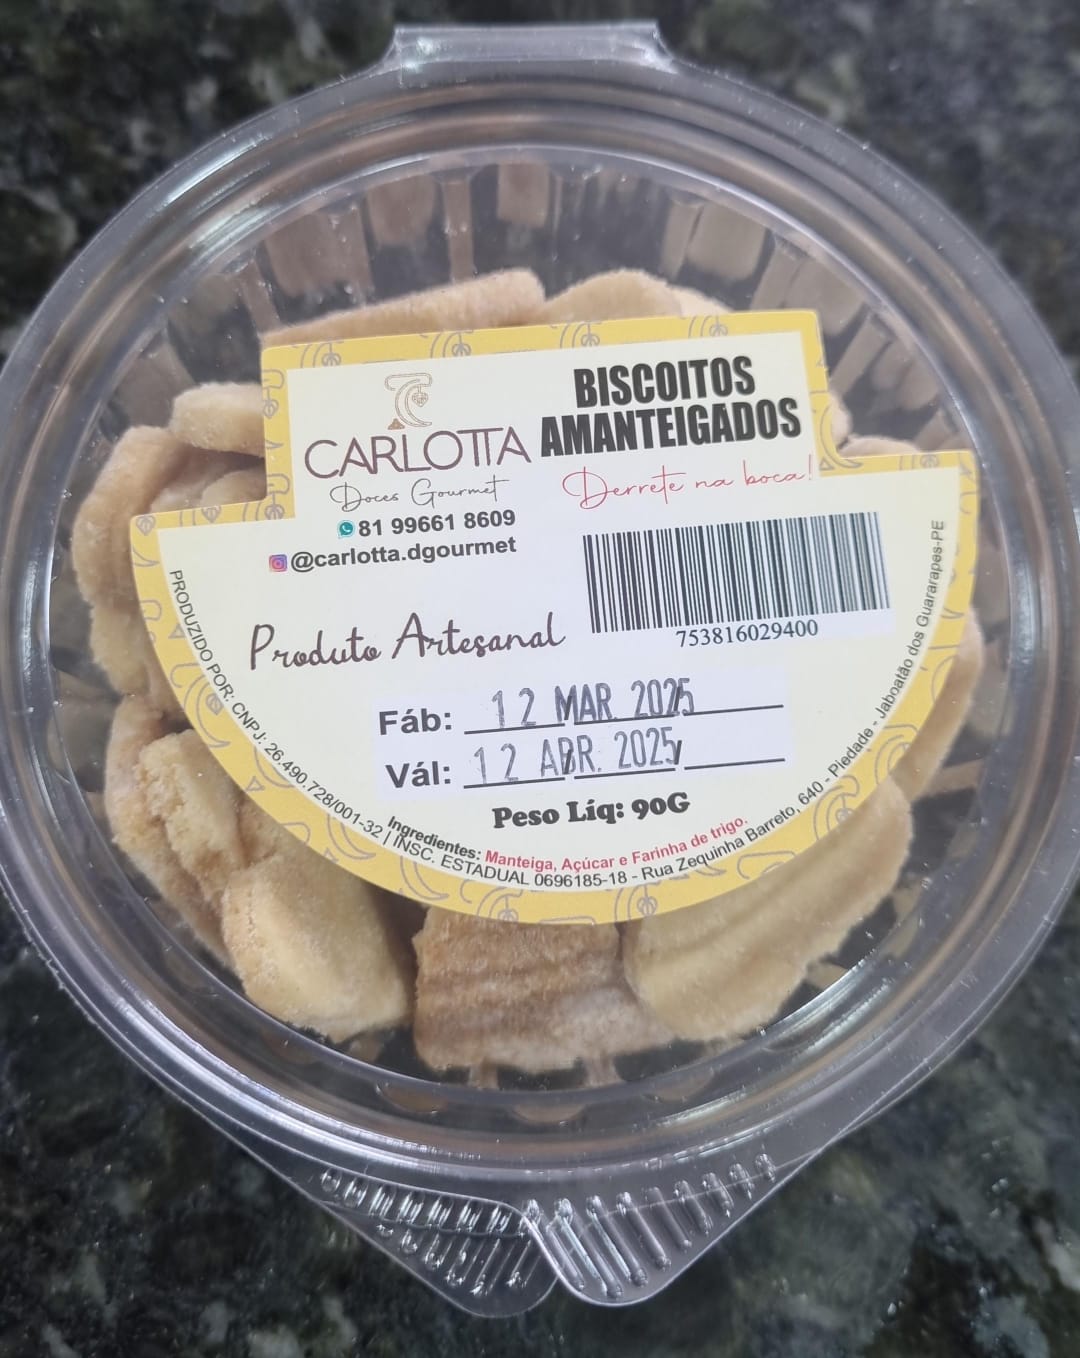 CARLOTTA
Doces Gourmet
81 99661 8609
@carlotta.dgourmet
BISCOITOS
AMANTEIGADOS
Derrete na boca!
753816029400
Produto Artesanal
Fáb: 12 MAR. 2025
Vál: 12 ABR. 2025
Peso Líq: 90G
Ingredientes: Manteiga, Açúcar e Farinha de trigo.
PRODUZIDO POR: CNPJ: 26.490.728/001-32 | INSC. ESTADUAL 0696185-18 - Rua Zequinha Barreto, 640 - Piedade - Jaboatão dos Guararapes-PE